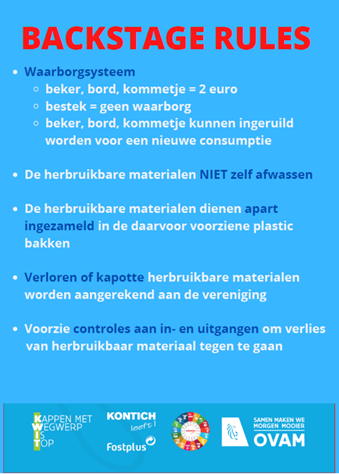 BACKSTAGE RULES
• Waarborgsysteem
◦ beker, bord, kommetje = 2 euro
◦ bestek = geen waarborg
◦ beker, bord, kommetje kunnen ingeruild
worden voor een nieuwe consumptie
• De herbruikbare materialen NIET zelf afwassen
• De herbruikbare materialen dienen apart
ingezameld in de daarvoor voorziene plastic
bakken
• Verloren of kapotte herbruikbare materialen
worden aangerekend aan de vereniging
• Voorzie controles aan in- en uitgangen om verlies
van herbruikbaar materiaal tegen te gaan
KAPPEN MET
WEGWERP
IS
TOP
KONTICH
leeft!
Fostplus
SAMEN MAKEN WE
MORGEN MOOIER
OVAM